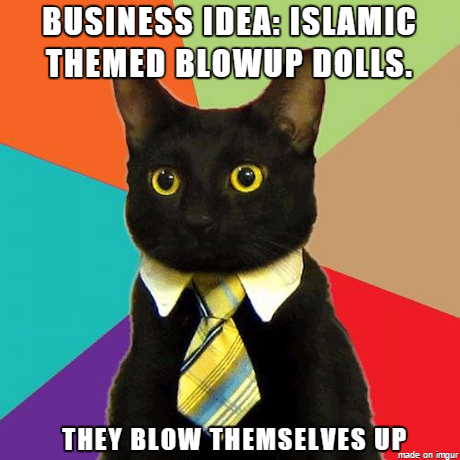 BUSINESS IDEA: ISLAMIC
THEMED BLOWUP DOLLS.
THEY BLOW THEMSELVES UP
made on imgur